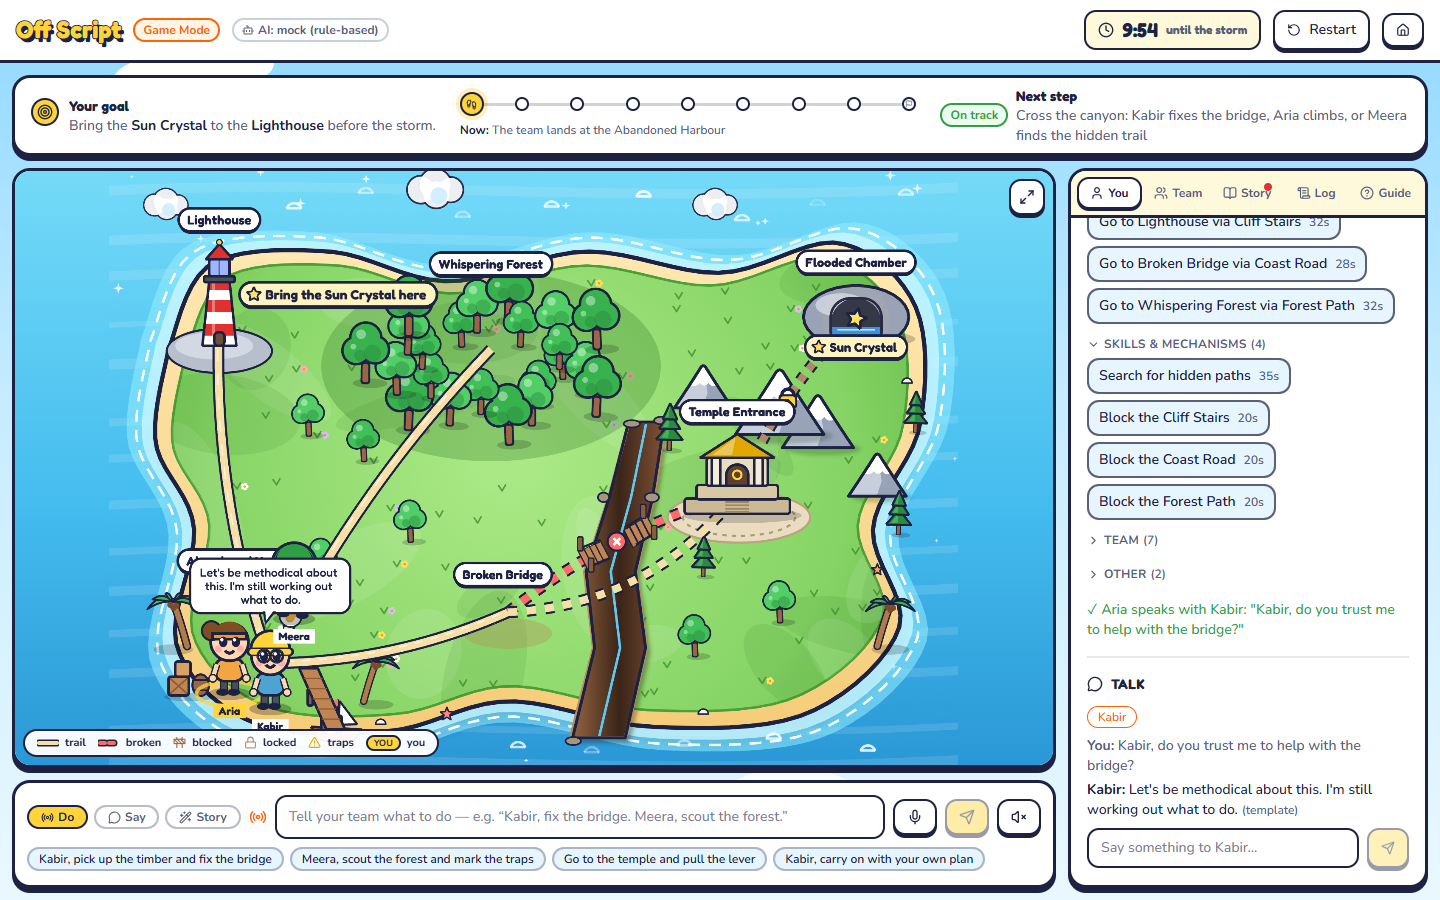 Off Script
Game Mode
AI: mock (rule-based)
9:54 until the storm
Restart
Your goal
Bring the Sun Crystal to the Lighthouse before the storm.
Now: The team lands at the Abandoned Harbour
On track
Next step
Cross the canyon: Kabir fixes the bridge, Aria climbs, or Meera
finds the hidden trail
Lighthouse
Whispering Forest
Flooded Chamber
Bring the Sun Crystal here
Sun Crystal
Temple Entrance
Broken Bridge
Let's be methodical about
this. I'm still working out
what to do.
Meera
Aria
Kabir
trail
broken
blocked
locked
traps
YOU you
You
Team
Story
Log
Guide
Go to Lighthouse via Cliff Stairs 32s
Go to Broken Bridge via Coast Road 28s
Go to Whispering Forest via Forest Path 32s
SKILLS & MECHANISMS (4)
Search for hidden paths 35s
Block the Cliff Stairs 20s
Block the Coast Road 20s
Block the Forest Path 20s
TEAM (7)
OTHER (2)
✓ Aria speaks with Kabir: "Kabir, do you trust me
to help with the bridge?"
TALK
Kabir
You: Kabir, do you trust me to help with the
bridge?
Kabir: Let's be methodical about this. I'm still
working out what to do. (template)
Say something to Kabir...
Do
Say
Story
Tell your team what to do — e.g. “Kabir, fix the bridge. Meera, scout the forest.”
Kabir, pick up the timber and fix the bridge
Meera, scout the forest and mark the traps
Go to the temple and pull the lever
Kabir, carry on with your own plan